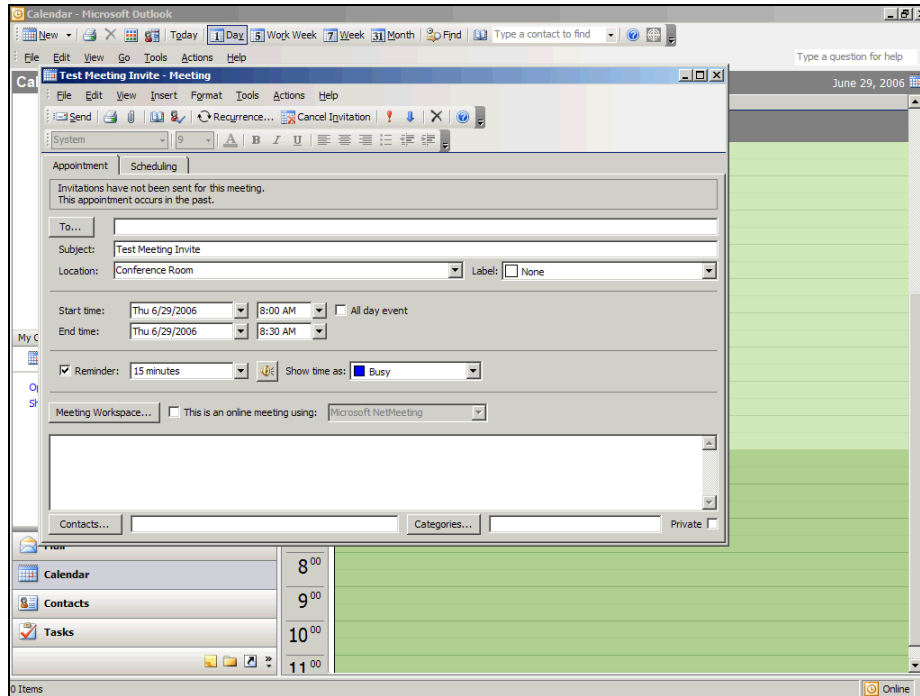 Calendar - Microsoft Outlook
New Today 1 Day 5 Work Week 7 Week 31 Month Find Type a contact to find
File Edit View Go Tools Actions Help Type a question for help
Cal June 29, 2006
Test Meeting Invite - Meeting
File Edit View Insert Format Tools Actions Help
Send Recurrence... Cancel Invitation
System 9 A B I U
Appointment Scheduling
Invitations have not been sent for this meeting.
This appointment occurs in the past.
To...
Subject: Test Meeting Invite
Location: Conference Room Label: None
Start time: Thu 6/29/2006 8:00 AM All day event
End time: Thu 6/29/2006 8:30 AM
My C
Reminder: 15 minutes Show time as: Busy
Op
Sh
Meeting Workspace... This is an online meeting using: Microsoft NetMeeting
Contacts... Categories... Private
Mail
Calendar
Contacts
Tasks
8 00
9 00
10 00
11 00
0 Items Online